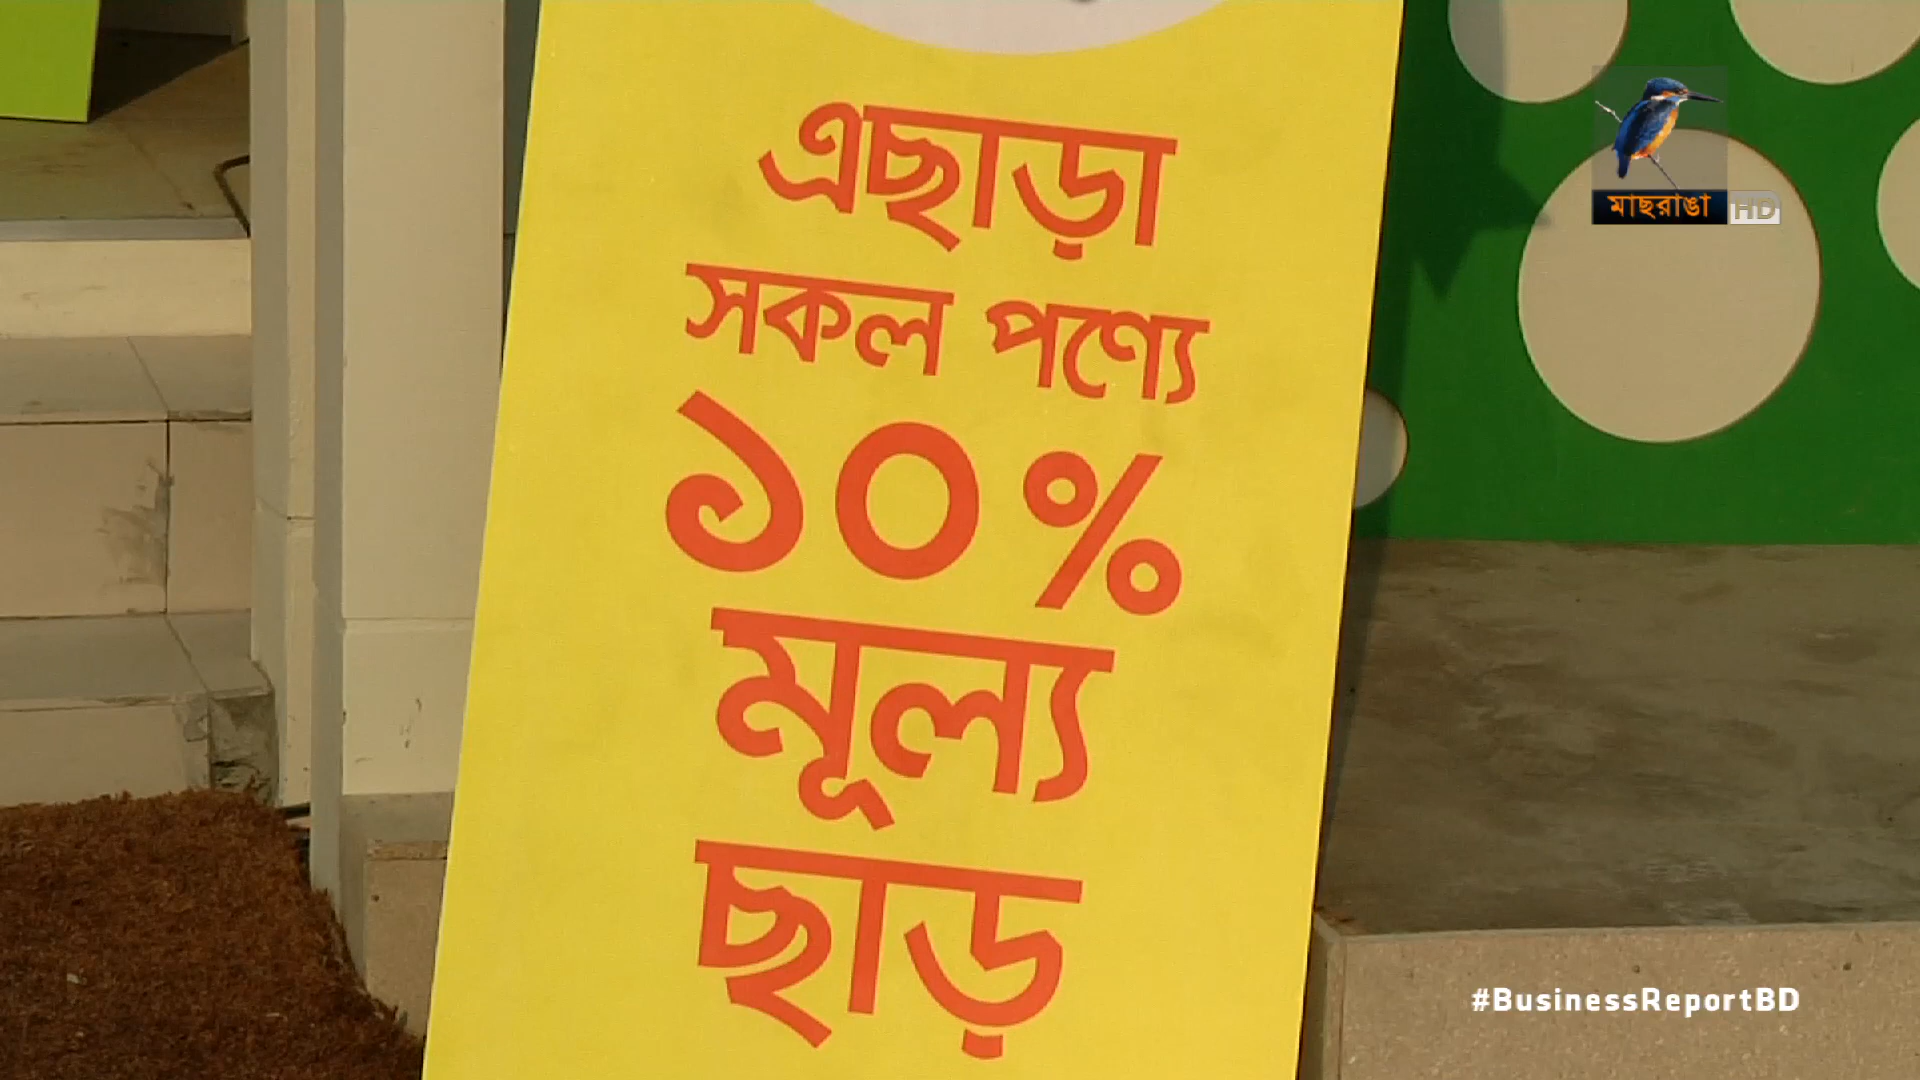 এছাড়া
সকল পণ্যে
১০%
মূল্য
ছাড়
মাছরাঙা HD
#BusinessReportBD